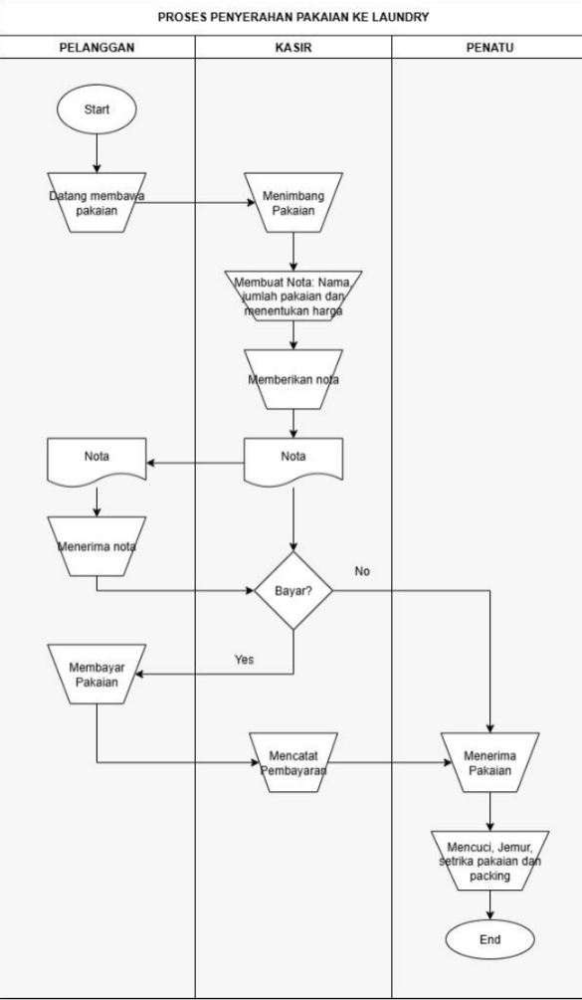 PROSES PENYERAHAN PAKAIAN KE LAUNDRY
PELANGGAN
KASIR
PENATU
Start
Datang membawa
pakaian
Menimbang
Pakaian
Membuat Nota: Nama,
jumlah pakaian dan
menentukan harga
Memberikan nota
Nota
Nota
Menerima nota
Bayar?
No
Yes
Membayar
Pakaian
Mencatat
Pembayaran
Menerima
Pakaian
Mencuci, Jemur,
setrika pakaian dan
packing
End